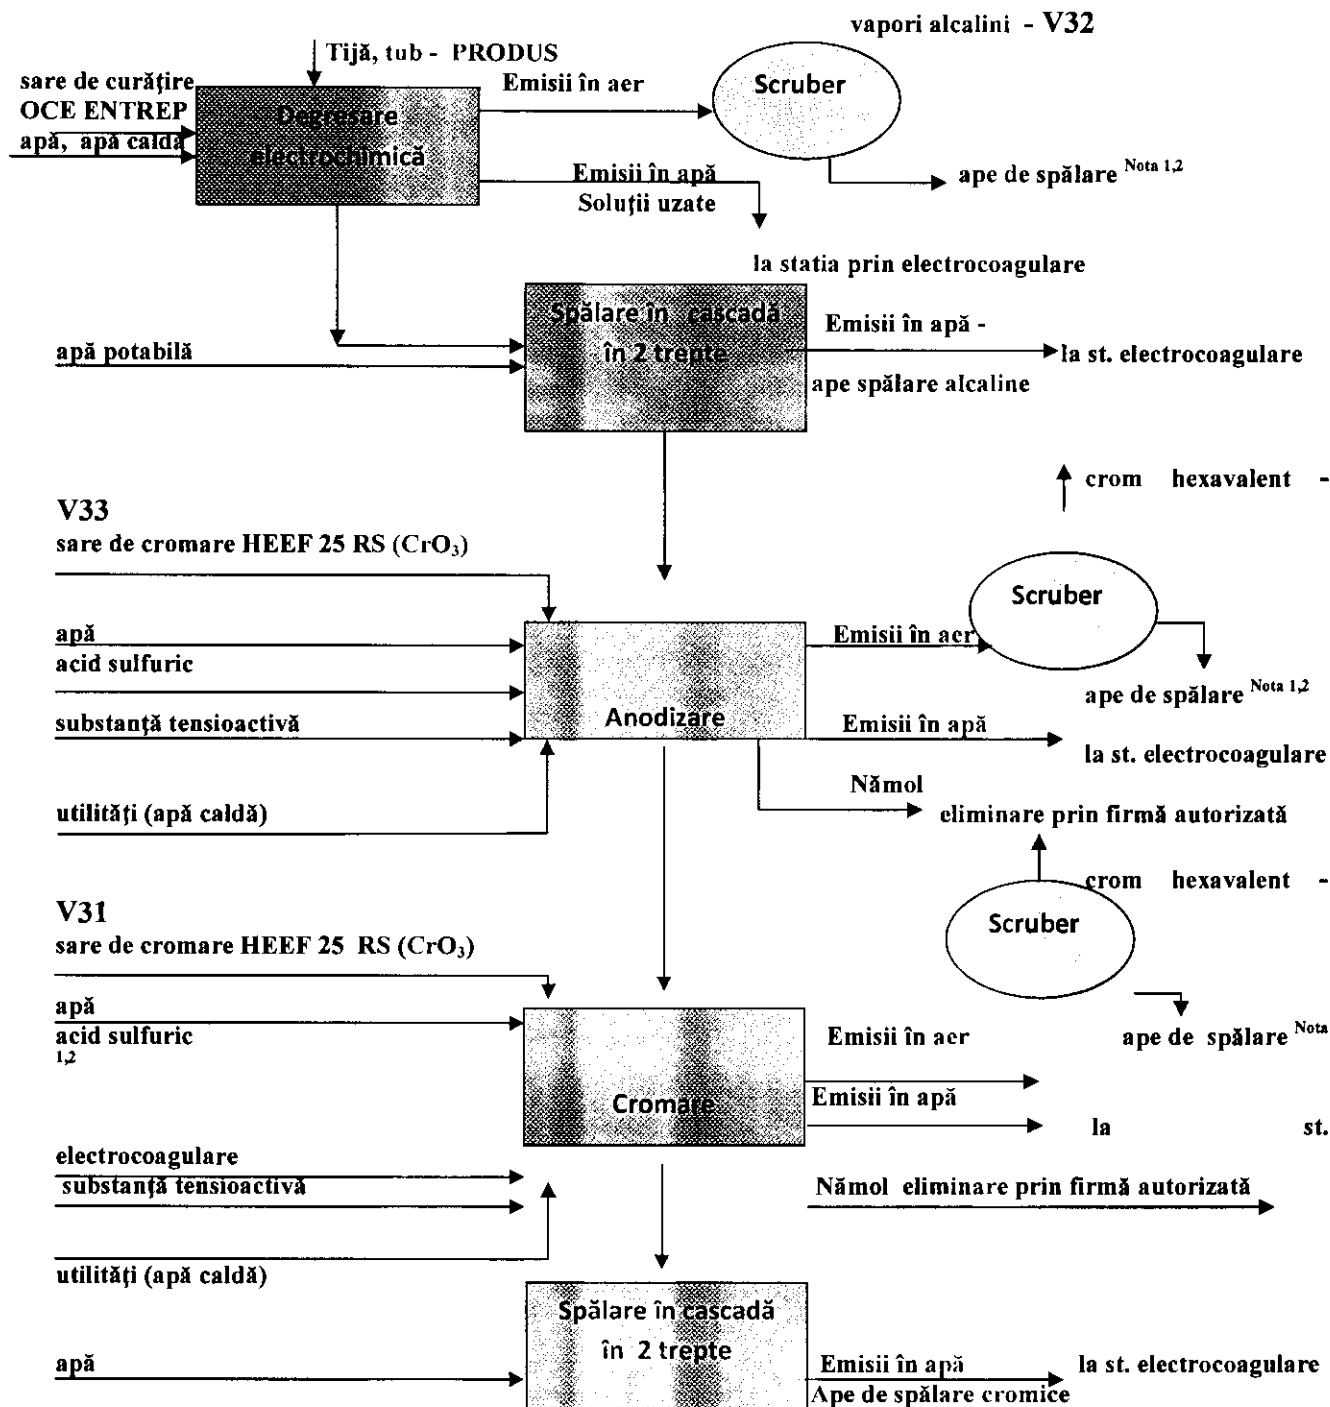 vapori alcalini - V32
Tijă, tub - PRODUS
sare de curăţire
OCE ENTREP
apă, apă caldă
Degresare
electrochimică
Emisii în aer
Scruber
Emisii în apă
Soluţii uzate
ape de spălare Nota 1,2
la statia prin electrocoagulare
Spălare în cascadă
în 2 trepte
apă potabilă
Emisii în apă -
la st. electrocoagulare
ape spălare alcaline
crom hexavalent -
V33
sare de cromare HEEF 25 RS (CrO₃)
Scruber
apă
acid sulfuric
Emisii în aer
ape de spălare Nota 1,2
substanţă tensioactivă
Anodizare
Emisii în apă
la st. electrocoagulare
Nămol
utilităţi (apă caldă)
eliminare prin firmă autorizată
crom hexavalent -
V31
Scruber
sare de cromare HEEF 25 RS (CrO₃)
apă
acid sulfuric
1,2
Emisii în aer
ape de spălare Nota
Cromare
Emisii în apă
la st.
electrocoagulare
substanţă tensioactivă
Nămol eliminare prin firmă autorizată
utilităţi (apă caldă)
Spălare în cascadă
în 2 trepte
apă
Emisii în apă
la st. electrocoagulare
Ape de spălare cromice